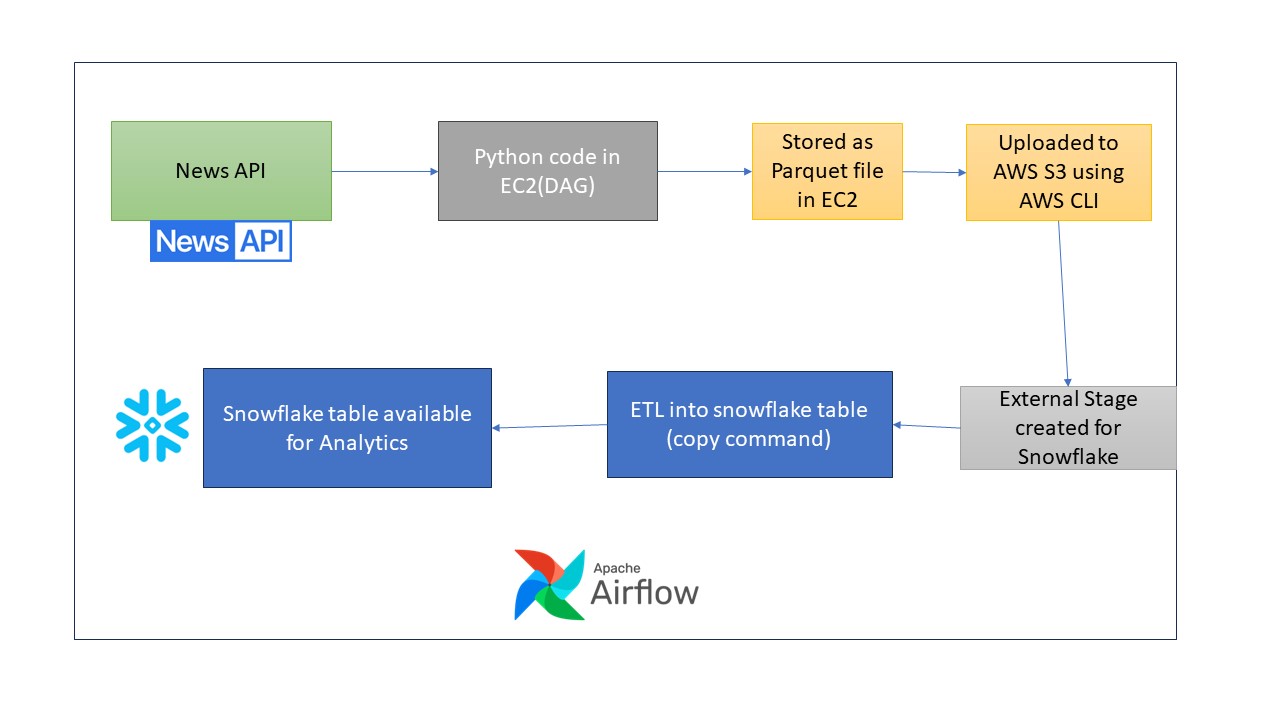 News API
News API
Python code in
EC2(DAG)
Stored as
Parquet file
in EC2
Uploaded to
AWS S3 using
AWS CLI
Snowflake table available
for Analytics
ETL into snowflake table
(copy command)
External Stage
created for
Snowflake
Apache
Airflow